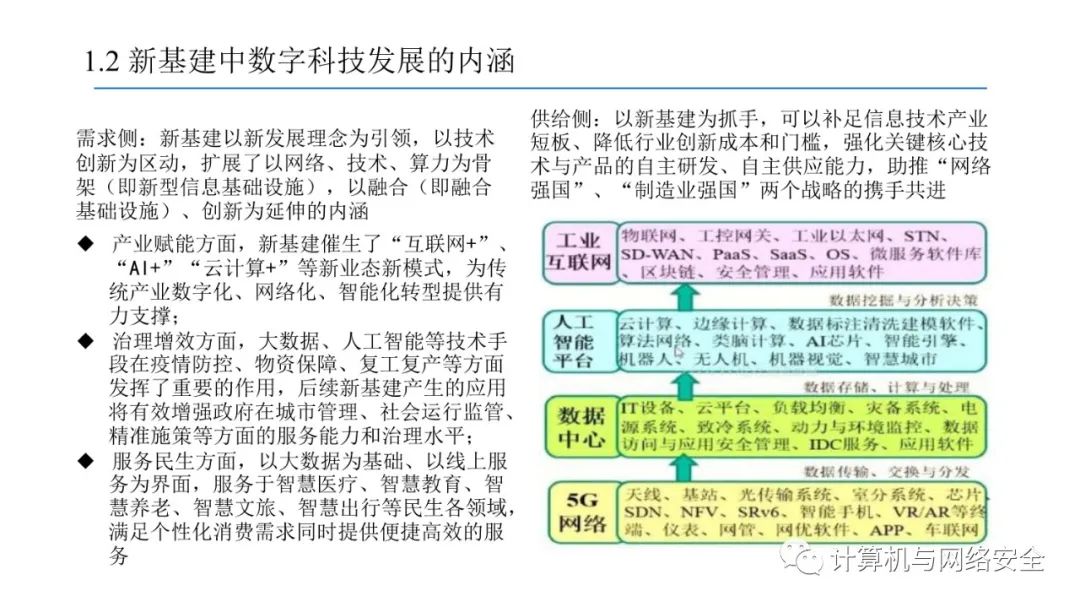 1.2 新基建中数字科技发展的内涵
需求侧：新基建以新发展理念为引领，以技术
创新为区动，扩展了以网络、技术、算力为骨
架（即新型信息基础设施），以融合（即融合
基础设施）、创新为延伸的内涵
◆ 产业赋能方面，新基建催生了“互联网+”、
“AI+”“云计算+”等新业态新模式，为传
统产业数字化、网络化、智能化转型提供有
力支撑；
◆ 治理增效方面，大数据、人工智能等技术手
段在疫情防控、物资保障、复工复产等方面
发挥了重要的作用，后续新基建产生的应用
将有效增强政府在城市管理、社会运行监管、
精准施策等方面的服务能力和治理水平；
◆ 服务民生方面，以大数据为基础、以线上服
务为界面，服务于智慧医疗、智慧教育、智
慧养老、智慧文旅、智慧出行等民生各领域，
满足个性化消费需求同时提供便捷高效的服
务
供给侧：以新基建为抓手，可以补足信息技术产业
短板、降低行业创新成本和门槛，强化关键核心技
术与产品的自主研发、自主供应能力，助推“网络
强国”、“制造业强国”两个战略的携手共进
工业
互联网
物联网、工控网关、工业以太网、STN、
SD-WAN、PaaS、SaaS、OS、微服务软件库
、区块链、安全管理、应用软件
数据挖掘与分析决策
人工
智能
平台
云计算、边缘计算、数据标注清洗建模软件、
算法网络、类脑计算、AI芯片、智能引擎、
机器人、无人机、机器视觉、智慧城市
数据存储、计算与处理
数据
中心
IT设备、云平台、负载均衡、灾备系统、电
源系统、致冷系统、动力与环境监控、数据
访问与应用安全管理、IDC服务、应用软件
数据传输、交换与分发
5G
网络
天线、基站、光传输系统、室分系统、芯片、
SDN、NFV、SRv6、智能手机、VR/AR等终
端、仪表、网管、网优软件、APP、车联网
计算机与网络安全